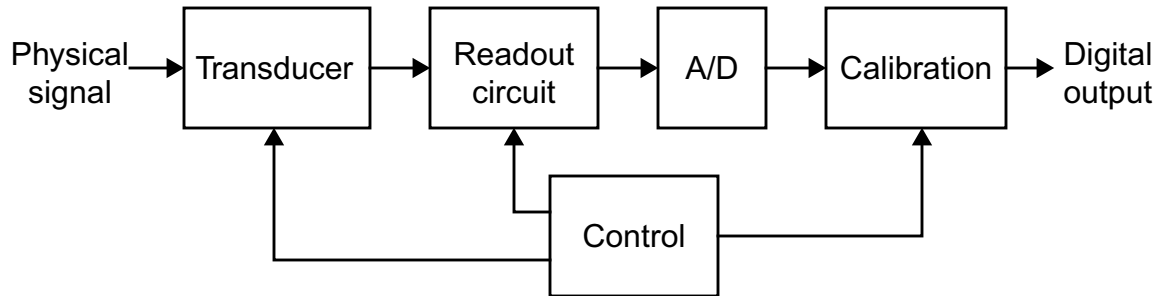 Physical
signal
Transducer
Readout
circuit
A/D
Calibration
Digital
output
Control